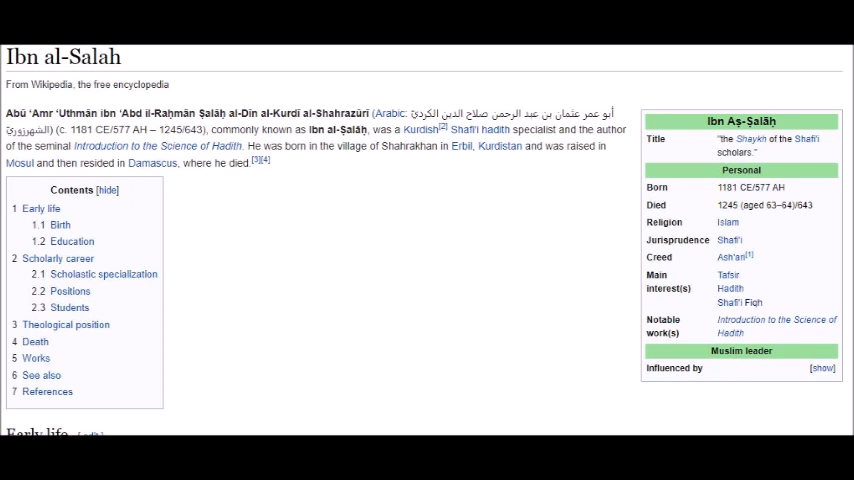 Ibn al-Salah
From Wikipedia, the free encyclopedia
Abū ʻAmr ʻUthmān ibn ʻAbd il-Raḥmān Ṣalāḥ al-Dīn al-Kurdī al-Shahrazūrī (Arabic: أبو عمر عثمان بن عبد الرحمن صلاح الدين الكرديّ
الشهرزوريّ) (c. 1181 CE/577 AH – 1245/643), commonly known as Ibn al-Ṣalāḥ, was a Kurdish[2] Shafi'i hadith specialist and the author
of the seminal Introduction to the Science of Hadith. He was born in the village of Shahrakhan in Erbil, Kurdistan and was raised in
Mosul and then resided in Damascus, where he died.[3][4]
Contents [hide]
1 Early life
1.1 Birth
1.2 Education
2 Scholarly career
2.1 Scholastic specialization
2.2 Positions
2.3 Students
3 Theological position
4 Death
5 Works
6 See also
7 References
Ibn Aṣ-Ṣalāḥ
Title "the Shaykh of the Shafi'i
scholars."
Personal
Born 1181 CE/577 AH
Died 1245 (aged 63–64)/643
Religion Islam
Jurisprudence Shafi'i
Creed Ash'ari[1]
Main Tafsir
interest(s) Hadith
Shafi'i Fiqh
Notable Introduction to the Science of
work(s) Hadith
Muslim leader
Influenced by [show]
Early life [edit]